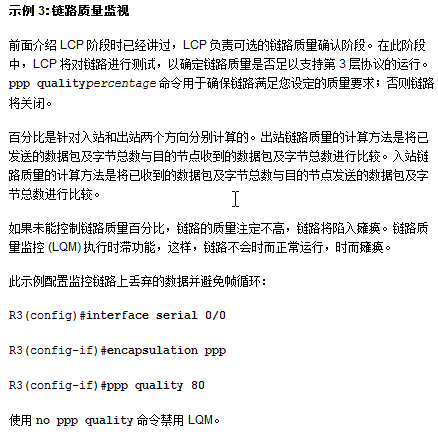 示例 3:链路质量监视
前面介绍 LCP 阶段时已经讲过，LCP 负责可选的链路质量确认阶段。在此阶段
中，LCP 将对链路进行测试，以确定链路质量是否足以支持第 3 层协议的运行。
ppp qualitypercentage 命令用于确保链路满足您设定的质量要求；否则链路
将关闭。
百分比是针对入站和出站两个方向分别计算的。出站链路质量的计算方法是将已
发送的数据包及字节总数与目的节点收到的数据包及字节总数进行比较。入站链
路质量的计算方法是将已收到的数据包及字节总数与目的节点发送的数据包及字
节总数进行比较。
如果未能控制链路质量百分比，链路的质量注定不高，链路将陷入瘫痪。链路质
量监控 (LQM) 执行时滞功能，这样，链路不会时而正常运行，时而瘫痪。
此示例配置监控链路上丢弃的数据并避免帧循环：
R3(config)#interface serial 0/0
R3(config-if)#encapsulation ppp
R3(config-if)#ppp quality 80
使用 no ppp quality 命令禁用 LQM。